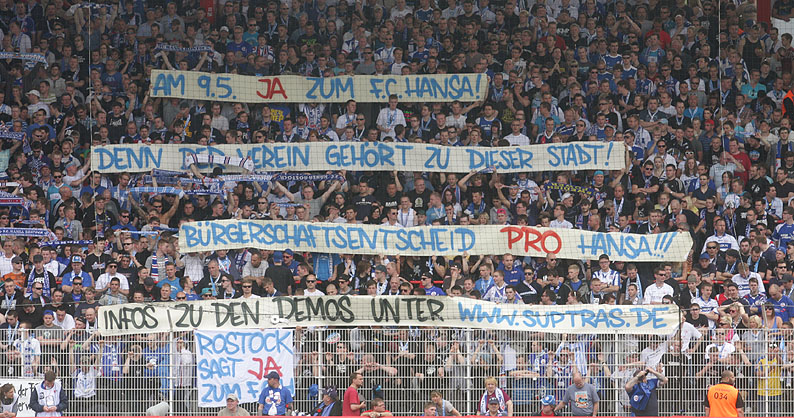 AM 9.5. JA ZUM F.C. HANSA!
DENN DER VEREIN GEHÖRT ZU DIESER STADT!
BÜRGERSCHAFTSENTSCHEID PRO HANSA!!!
INFOS ZU DEN DEMOS UNTER WWW.SUPTRAS.DE
ROSTOCK
SAGT JA
ZUM F.C.
034